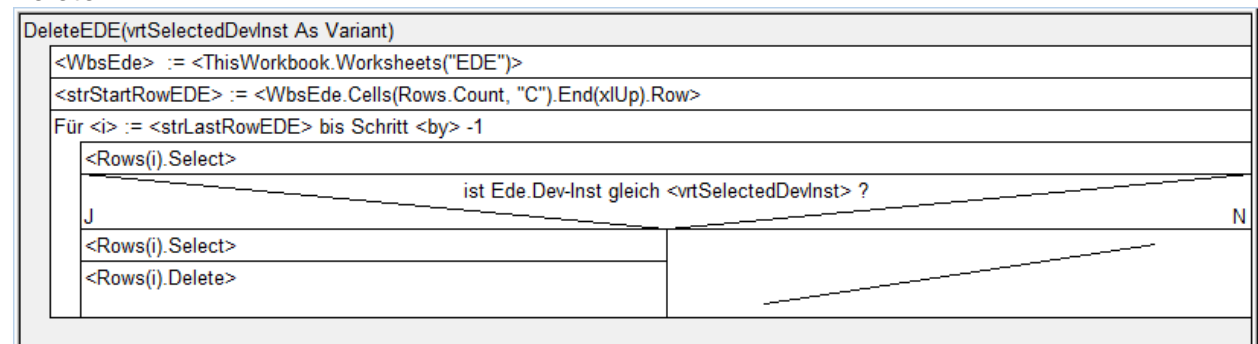 DeleteEDE(vrtSelectedDevInst As Variant)
<WbsEde> := <ThisWorkbook.Worksheets("EDE")>
<strStartRowEDE> := <WbsEde.Cells(Rows.Count, "C").End(xlUp).Row>
Für <i> := <strLastRowEDE> bis Schritt <by> -1
<Rows(i).Select>
ist Ede.Dev-Inst gleich <vrtSelectedDevInst> ?
J
N
<Rows(i).Select>
<Rows(i).Delete>